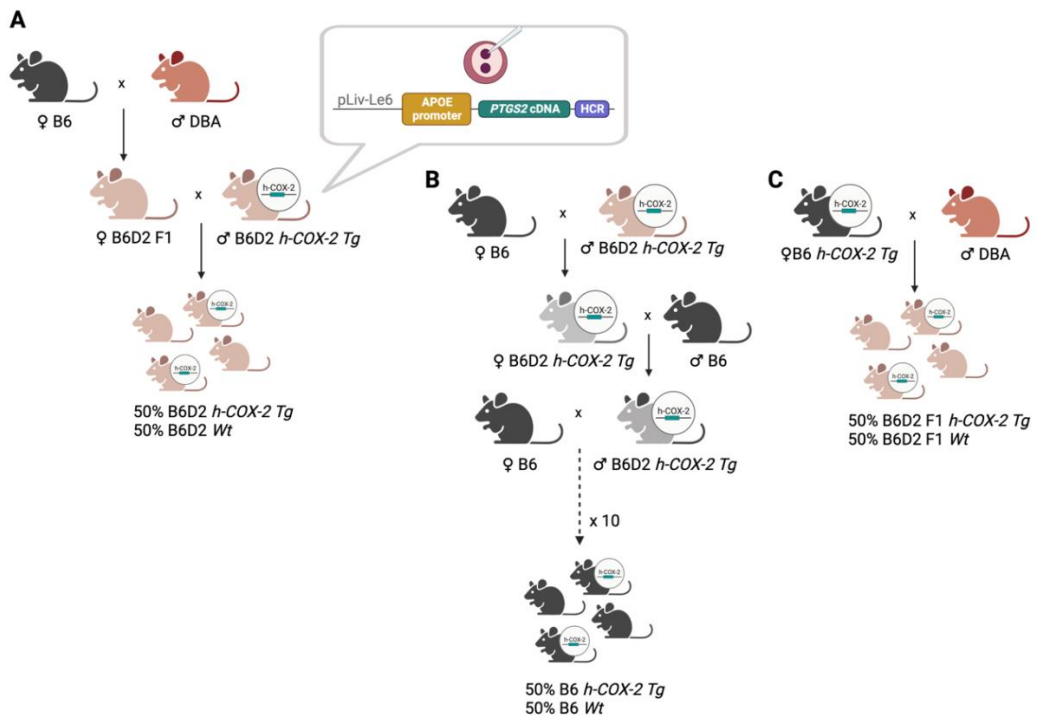 A
x
♀ B6
♂ DBA
pLiv-Le6
APOE
promoter
PTGS2 cDNA
HCR
x
h-COX-2
♀ B6D2 F1
♂ B6D2 h-COX-2 Tg
h-COX-2
h-COX-2
50% B6D2 h-COX-2 Tg
50% B6D2 Wt
B
x
h-COX-2
♀ B6
♂ B6D2 h-COX-2 Tg
h-COX-2
x
♀ B6D2 h-COX-2 Tg
♂ B6
x
h-COX-2
♀ B6
♂ B6D2 h-COX-2 Tg
x 10
h-COX-2
h-COX-2
50% B6 h-COX-2 Tg
50% B6 Wt
C
h-COX-2
x
♀B6 h-COX-2 Tg
♂ DBA
h-COX-2
h-COX-2
50% B6D2 F1 h-COX-2 Tg
50% B6D2 F1 Wt